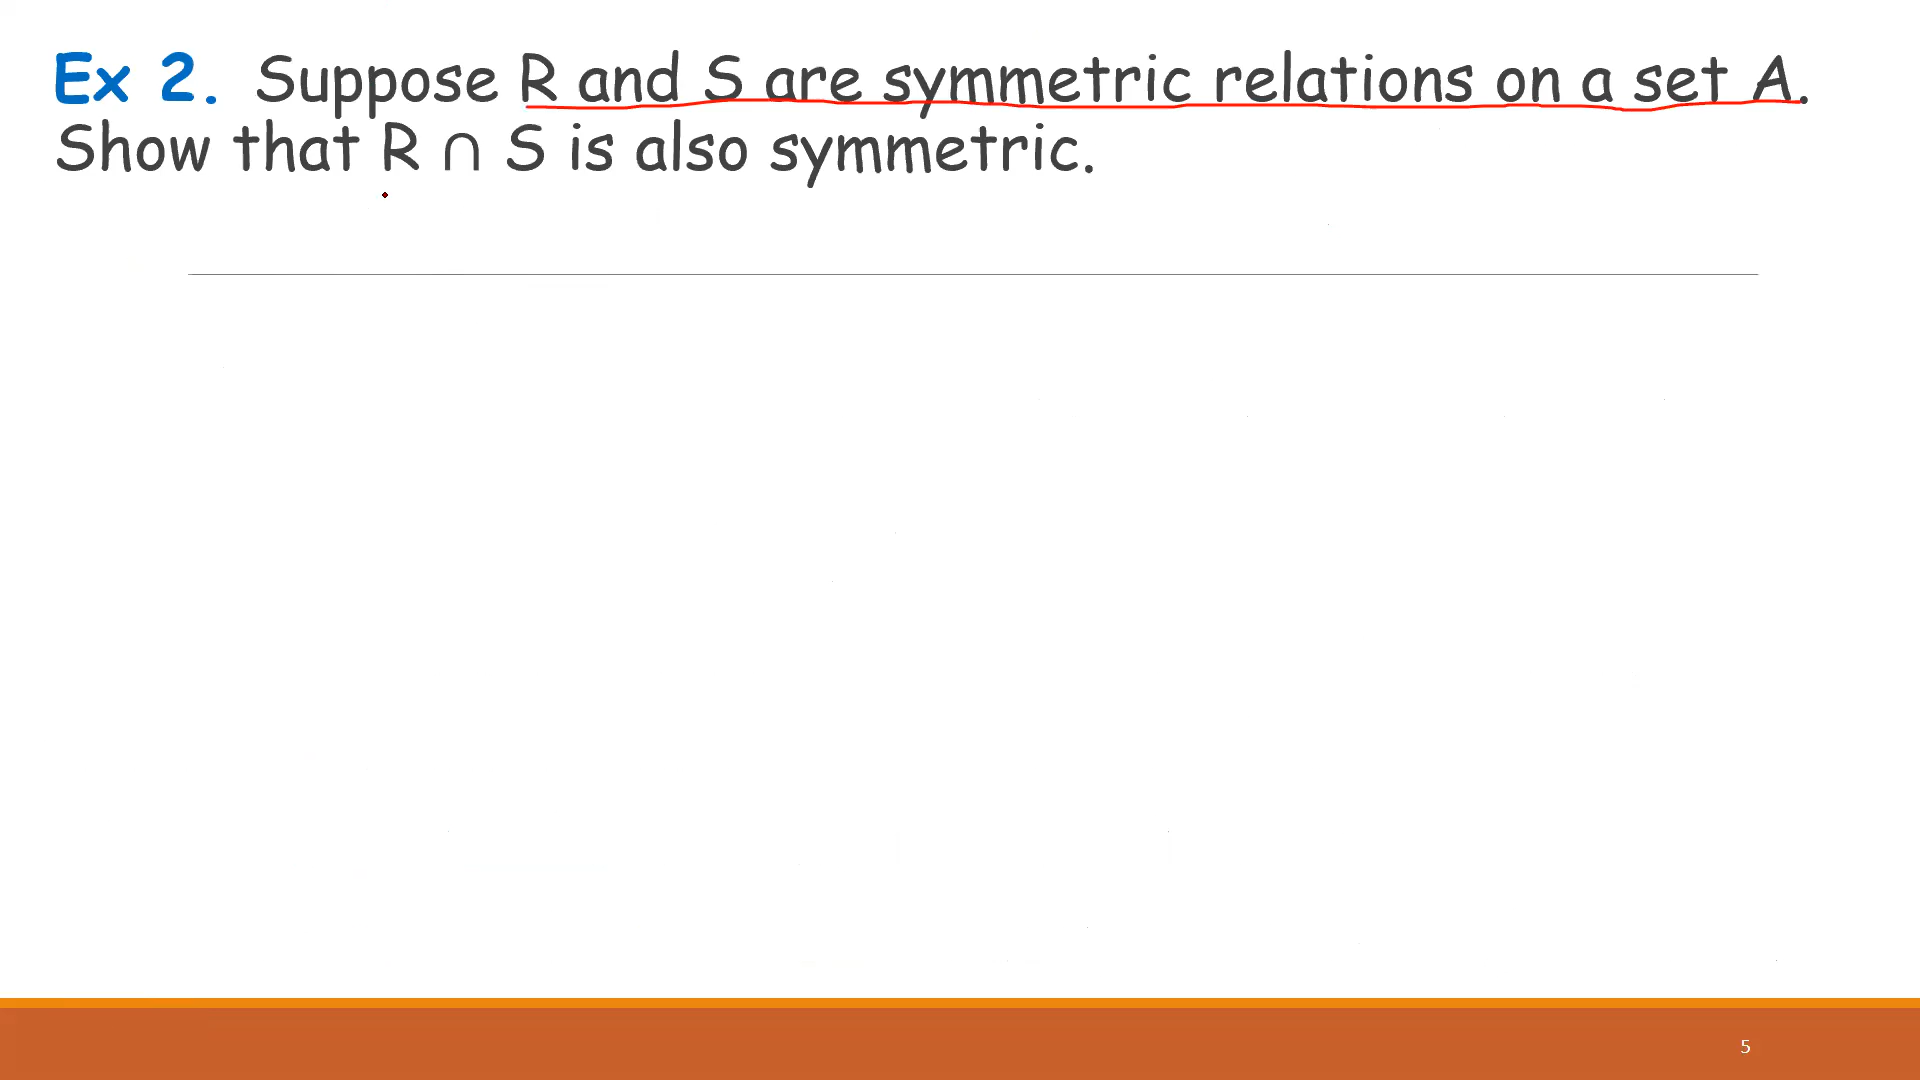 Ex 2. Suppose R and S are symmetric relations on a set A.
Show that R ∩ S is also symmetric.
5